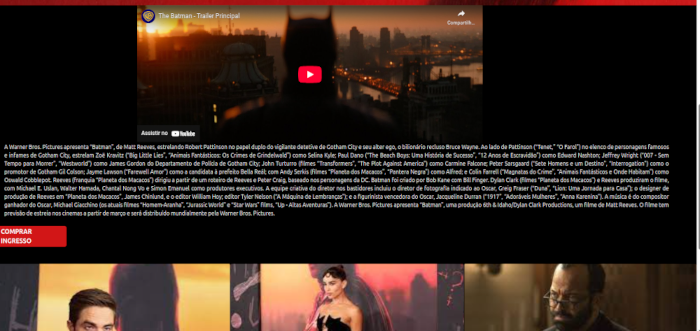 The Batman - Trailer Principal
Compartilh...
Assistir no YouTube
A Warner Bros. Pictures apresenta "Batman", de Matt Reeves, estrelando Robert Pattinson no papel duplo do vigilante detetive de Gotham City e seu alter ego, o bilionário recluso Bruce Wayne. Ao lado de Pattinson ("Tenet," "O Farol") no elenco de personagens famosos
e infames de Gotham City, estrelam Zoë Kravitz ("Big Little Lies", "Animais Fantásticos: Os Crimes de Grindelwald") como Selina Kyle; Paul Dano ("The Beach Boys: Uma História de Sucesso", "12 Anos de Escravidão") como Edward Nashton; Jeffrey Wright ("007 - Sem
Tempo para Morrer", "Westworld") como James Gordon do Departamento de Polícia de Gotham City; John Turturro (filmes "Transformers", "The Plot Against America") como Carmine Falcone; Peter Sarsgaard ("Sete Homens e um Destino", "Interrogation") como o
promotor de Gotham Gil Colson; Jayme Lawson ("Farewell Amor") como a candidata à prefeito Bella Reál; com Andy Serkis (filmes "Planeta dos Macacos", "Pantera Negra") como Alfred; e Colin Farrell ("Magnatas do Crime", "Animais Fantásticos e Onde Habitam") como
Oswald Cobblepot. Reeves (franquia "Planeta dos Macacos") dirigiu a partir de um roteiro de Reeves e Peter Craig, baseado nos personagens da DC. Batman foi criado por Bob Kane com Bill Finger. Dylan Clark (filmes "Planeta dos Macacos") e Reeves produziram o filme,
com Michael E. Uslan, Walter Hamada, Chantal Nong Vo e Simon Emanuel como produtores executivos. A equipe criativa do diretor nos bastidores incluiu o diretor de fotografia indicado ao Oscar, Greig Fraser ("Duna", "Lion: Uma Jornada para Casa"); o designer de
produção de Reeves em "Planeta dos Macacos", James Chinlund, e o editor William Hoy; editor Tyler Nelson ("A Máquina de Lembranças"); e a figurinista vencedora do Oscar, Jacqueline Durran ("1917", "Adoráveis Mulheres", "Anna Karenina"). A música é do compositor
ganhador do Oscar, Michael Giacchino (os atuais filmes "Homem-Aranha", "Jurassic World" e "Star Wars" films, "Up - Altas Aventuras"). A Warner Bros. Pictures apresenta "Batman", uma produção 6th & Idaho/Dylan Clark Productions, um filme de Matt Reeves. O filme tem
previsão de estreia nos cinemas a partir de março e será distribuído mundialmente pela Warner Bros. Pictures.
COMPRAR
INGRESSO